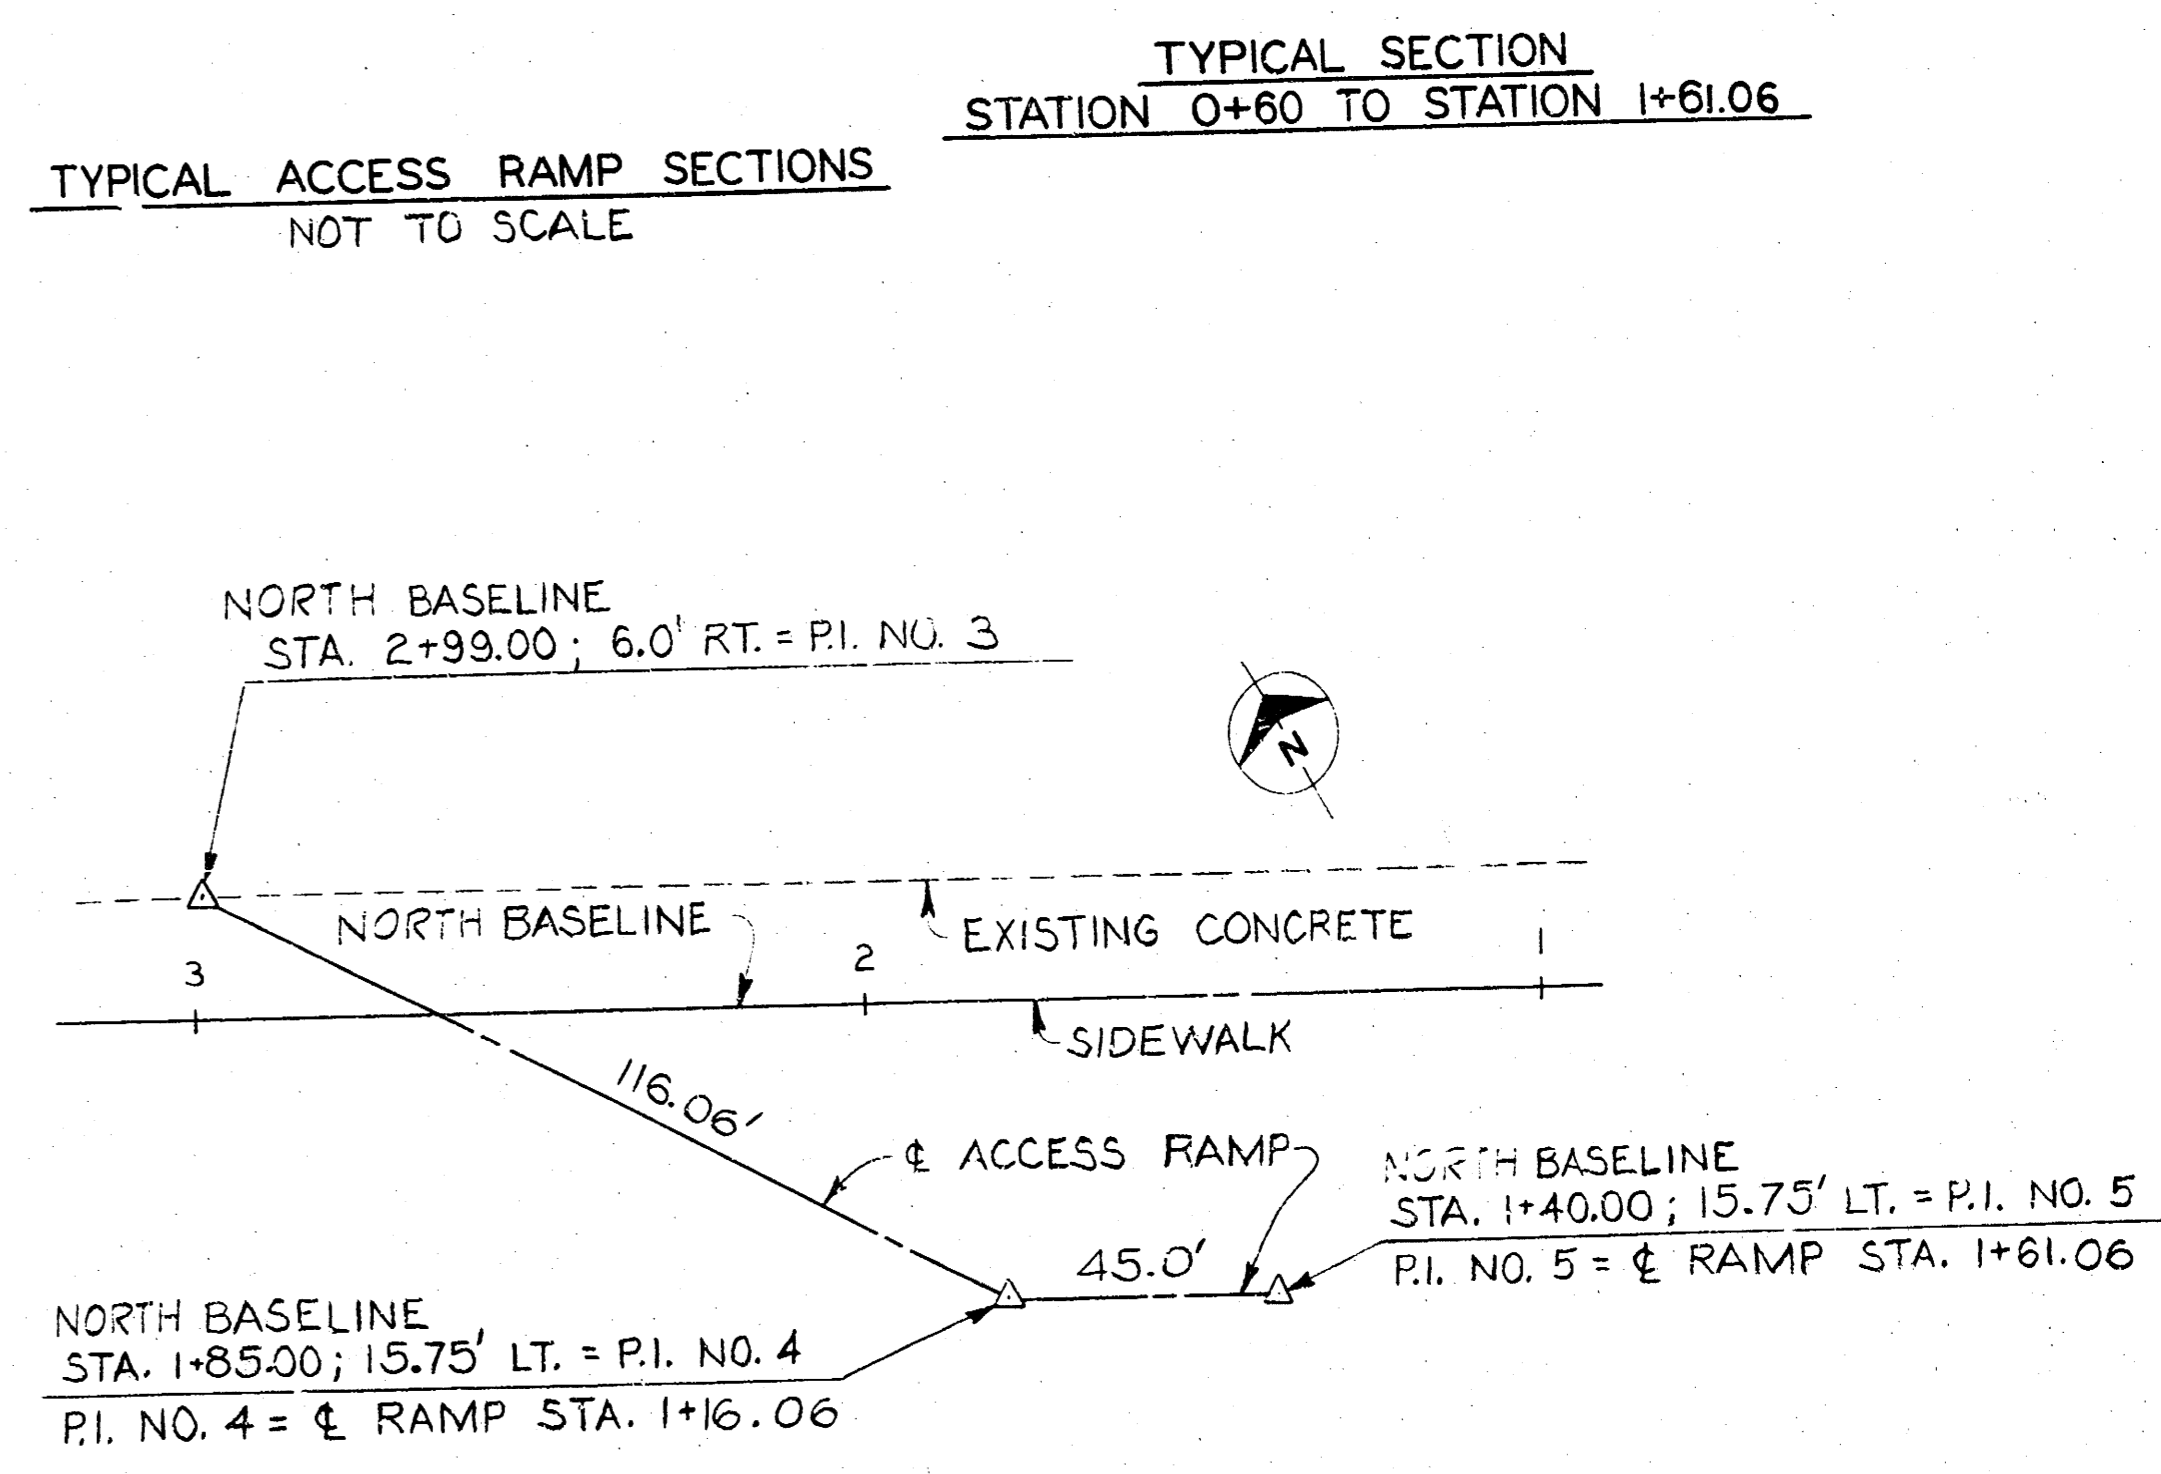 TYPICAL SECTION
STATION 0+60 TO STATION 1+61.06
TYPICAL ACCESS RAMP SECTIONS
NOT TO SCALE
NORTH BASELINE
STA. 2+99.00; 6.0' RT. = P.I. NO. 3
N
NORTH BASELINE
EXISTING CONCRETE
3
2
1
SIDEWALK
116.06'
℄ ACCESS RAMP
45.0'
NORTH BASELINE
STA. 1+40.00; 15.75' LT. = P.I. NO. 5
P.I. NO. 5 = ℄ RAMP STA. 1+61.06
NORTH BASELINE
STA. 1+85.00; 15.75' LT. = P.I. NO. 4
P.I. NO. 4 = ℄ RAMP STA. 1+16.06